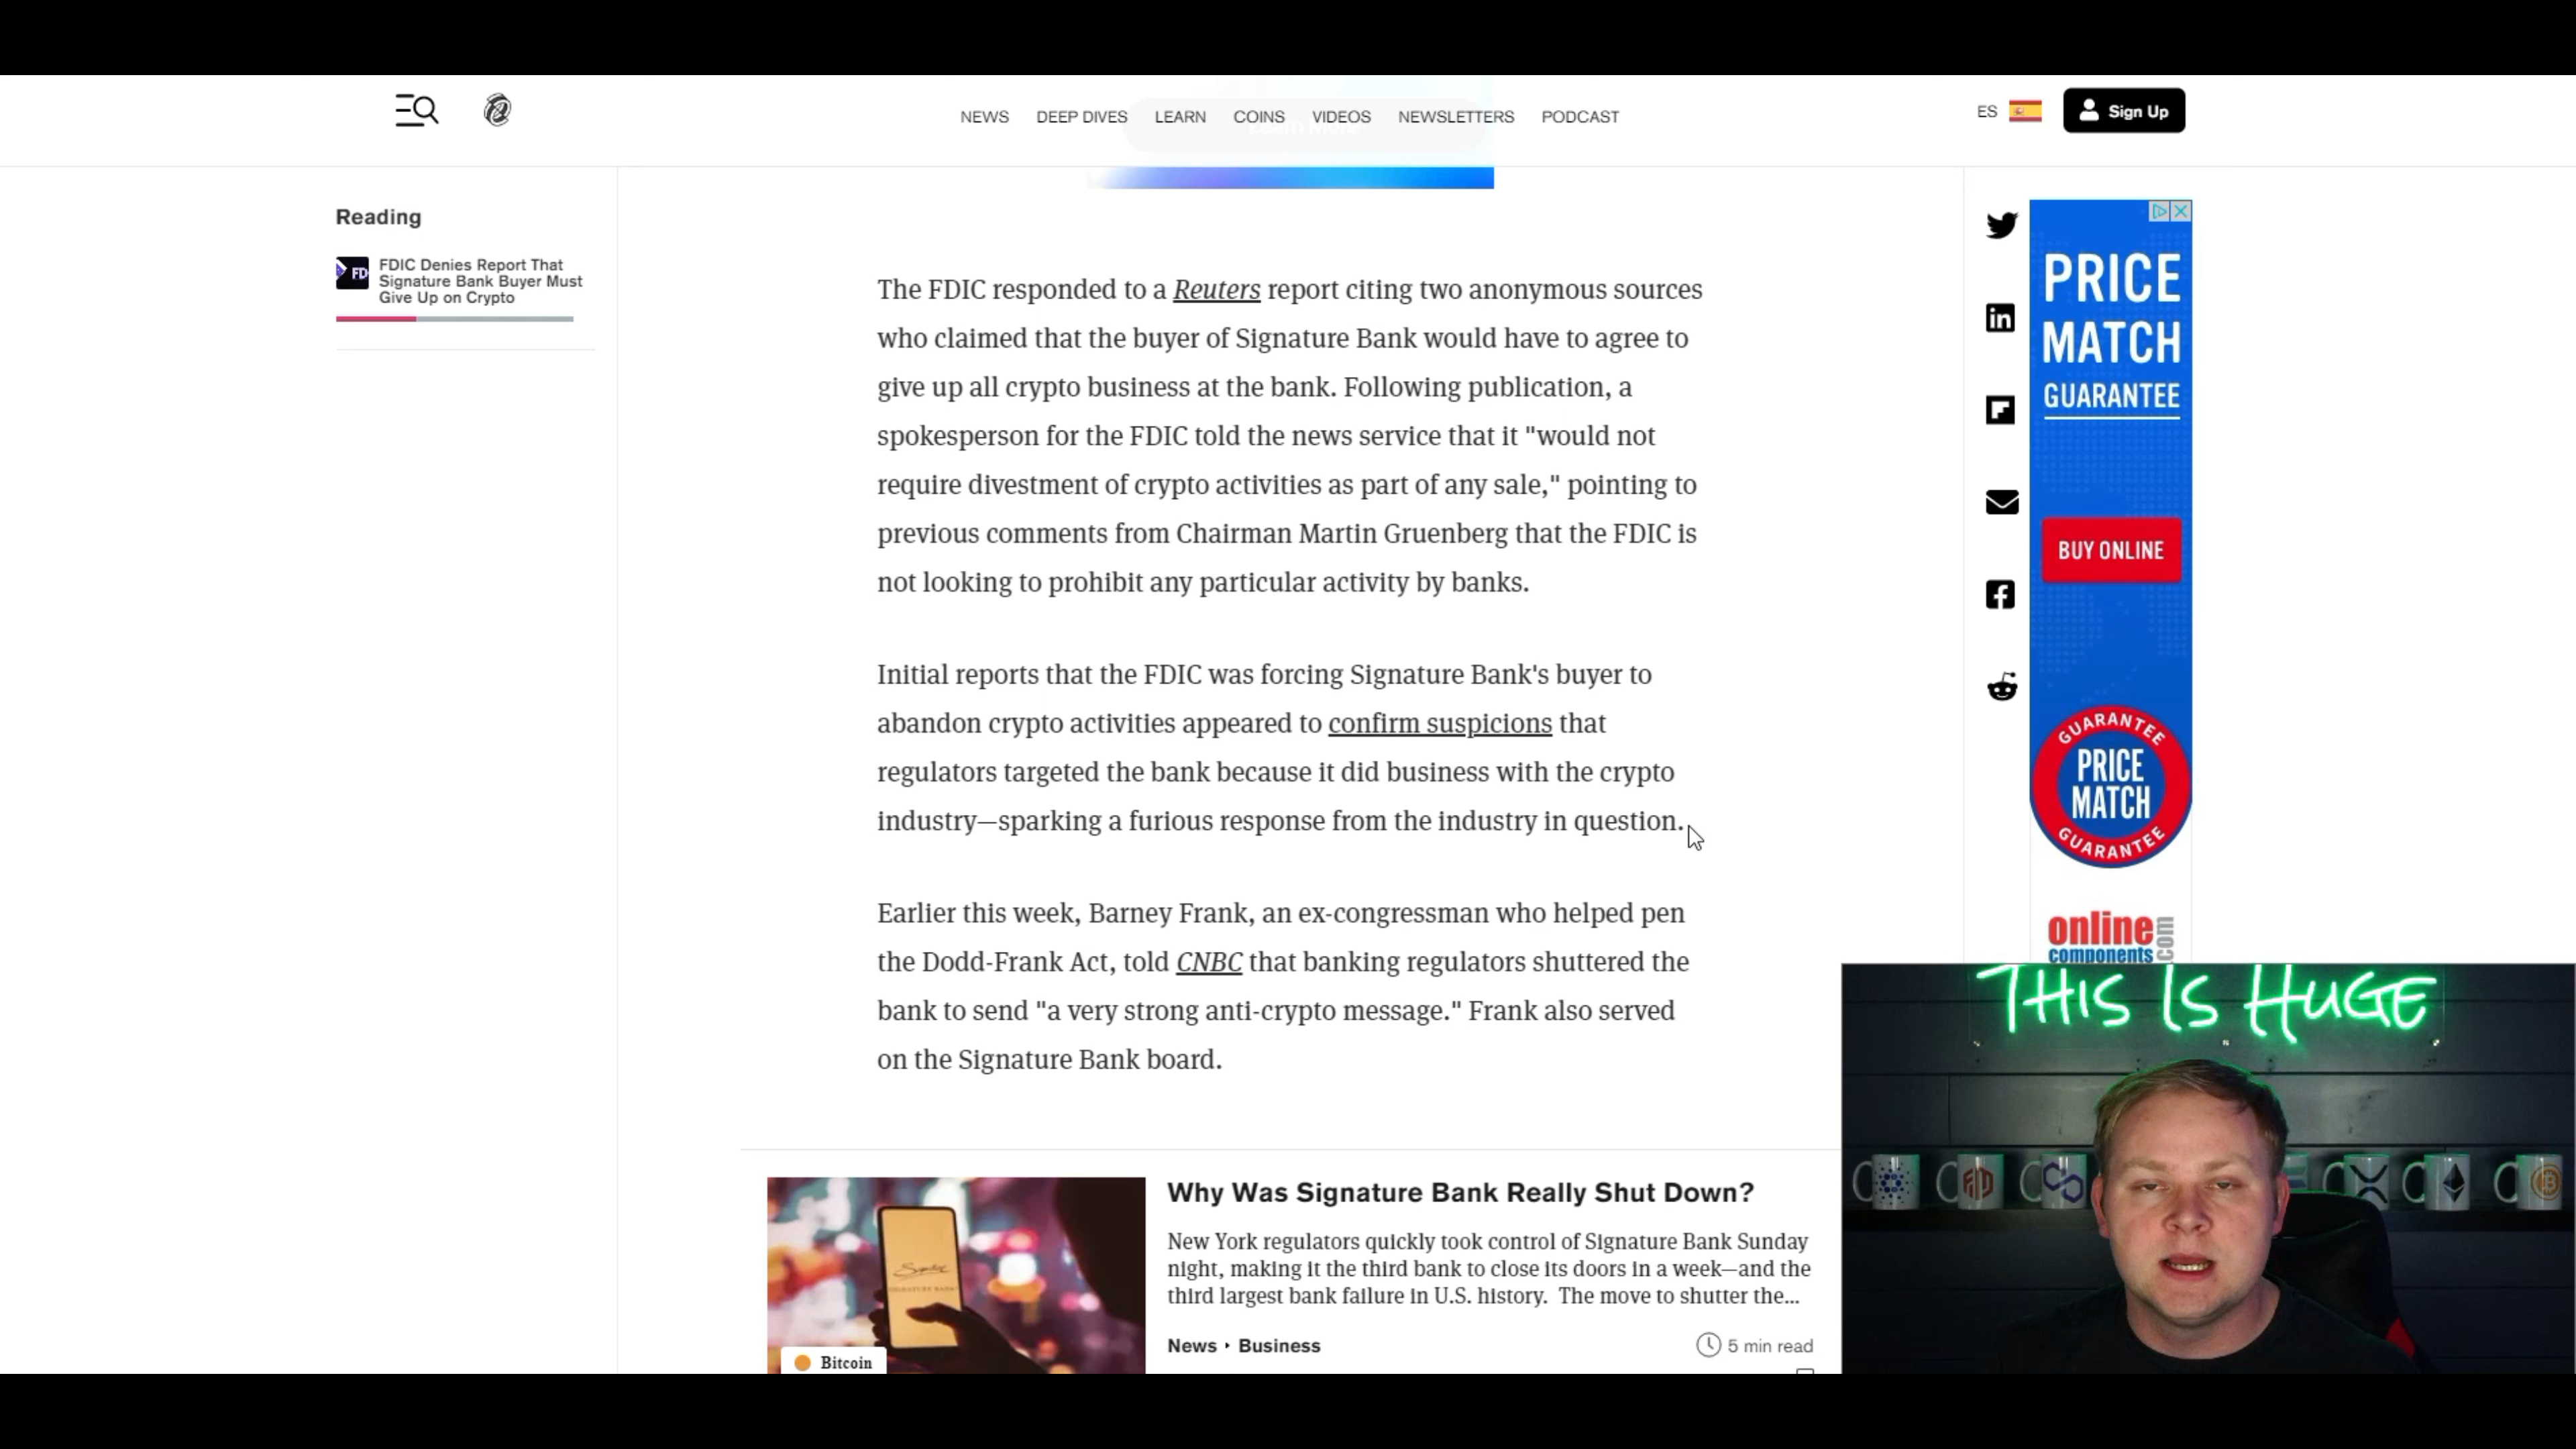 NEWS DEEP DIVES LEARN COINS VIDEOS NEWSLETTERS PODCAST
ES
Sign Up
Reading
FD
FDIC Denies Report That
Signature Bank Buyer Must
Give Up on Crypto
The FDIC responded to a Reuters report citing two anonymous sources
who claimed that the buyer of Signature Bank would have to agree to
give up all crypto business at the bank. Following publication, a
spokesperson for the FDIC told the news service that it "would not
require divestment of crypto activities as part of any sale," pointing to
previous comments from Chairman Martin Gruenberg that the FDIC is
not looking to prohibit any particular activity by banks.
Initial reports that the FDIC was forcing Signature Bank's buyer to
abandon crypto activities appeared to confirm suspicions that
regulators targeted the bank because it did business with the crypto
industry—sparking a furious response from the industry in question.
Earlier this week, Barney Frank, an ex-congressman who helped pen
the Dodd-Frank Act, told CNBC that banking regulators shuttered the
bank to send "a very strong anti-crypto message." Frank also served
on the Signature Bank board.
Why Was Signature Bank Really Shut Down?
New York regulators quickly took control of Signature Bank Sunday
night, making it the third bank to close its doors in a week—and the
third largest bank failure in U.S. history. The move to shutter the...
News · Business
5 min read
Bitcoin
PRICE
MATCH
GUARANTEE
BUY ONLINE
GUARANTEE
PRICE
MATCH
GUARANTEE
online
components
com
THIS IS HUGE